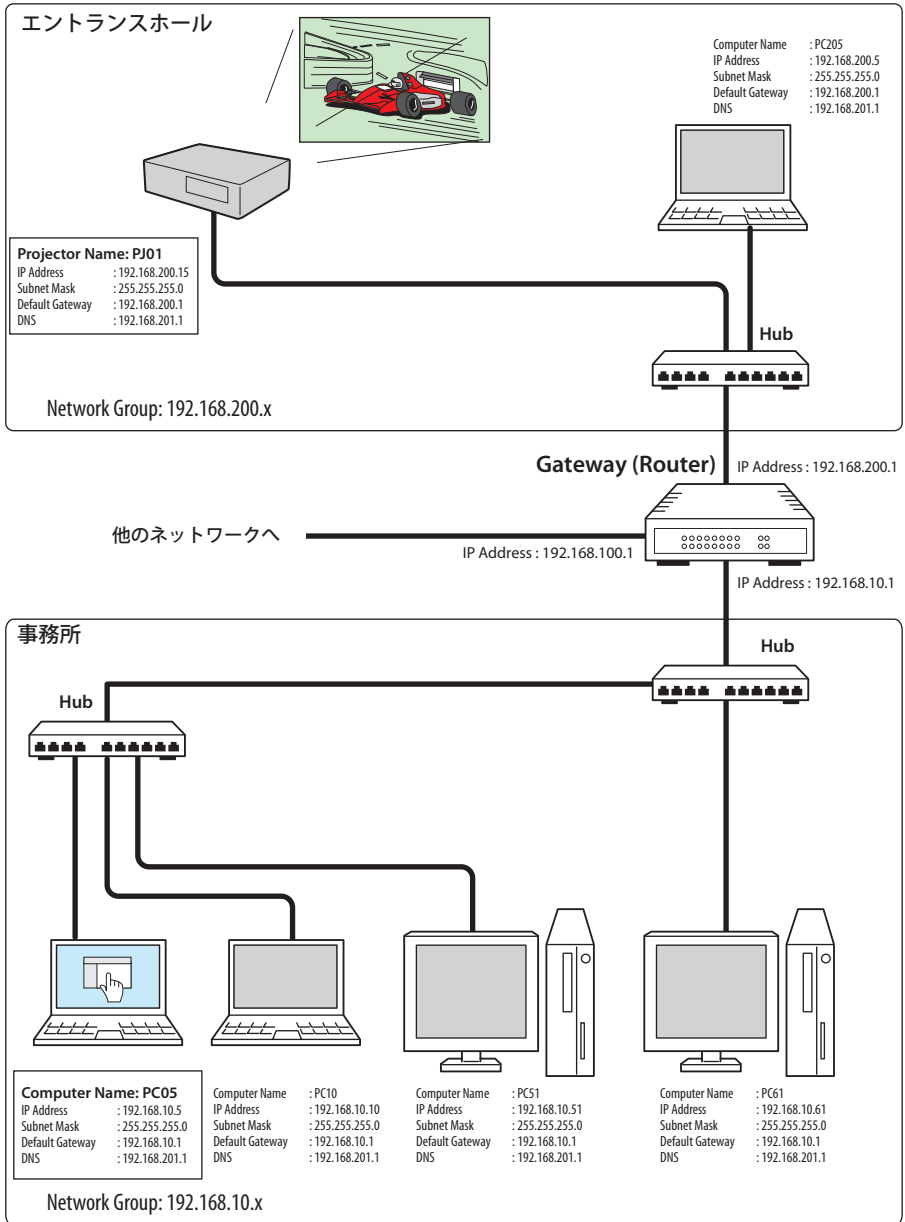 エントランスホール
Computer Name : PC205
IP Address : 192.168.200.5
Subnet Mask : 255.255.255.0
Default Gateway : 192.168.200.1
DNS : 192.168.201.1
Projector Name: PJ01
IP Address : 192.168.200.15
Subnet Mask : 255.255.255.0
Default Gateway : 192.168.200.1
DNS : 192.168.201.1
Hub
Network Group: 192.168.200.x
Gateway (Router)
IP Address : 192.168.200.1
他のネットワークへ
IP Address : 192.168.100.1
IP Address : 192.168.10.1
事務所
Hub
Hub
Computer Name: PC05
IP Address : 192.168.10.5
Subnet Mask : 255.255.255.0
Default Gateway : 192.168.10.1
DNS : 192.168.201.1
Computer Name : PC10
IP Address : 192.168.10.10
Subnet Mask : 255.255.255.0
Default Gateway : 192.168.10.1
DNS : 192.168.201.1
Computer Name : PC51
IP Address : 192.168.10.51
Subnet Mask : 255.255.255.0
Default Gateway : 192.168.10.1
DNS : 192.168.201.1
Computer Name : PC61
IP Address : 192.168.10.61
Subnet Mask : 255.255.255.0
Default Gateway : 192.168.10.1
DNS : 192.168.201.1
Network Group: 192.168.10.x